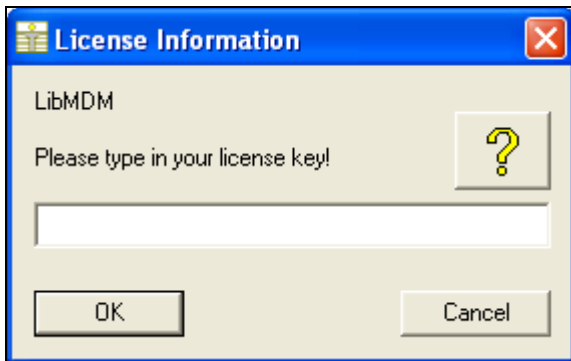 License Information
LibMDM
Please type in your license key!
?
OK
Cancel